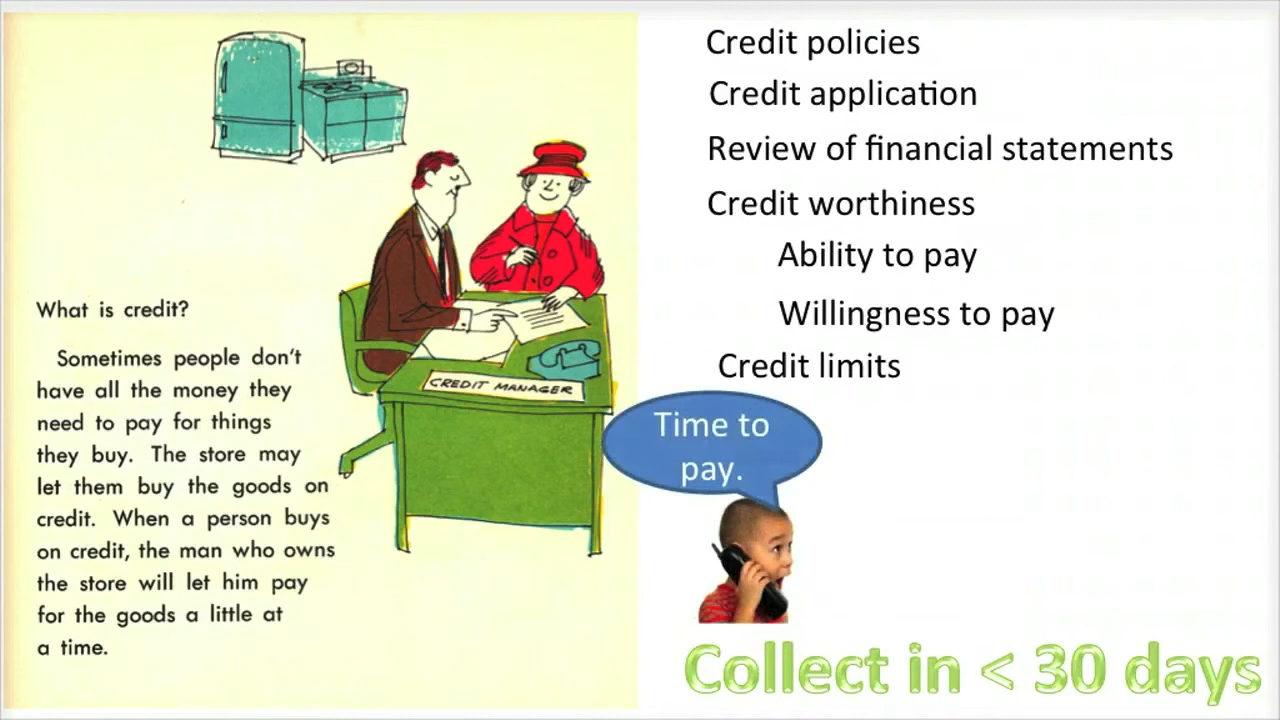 What is credit?
Sometimes people don't
have all the money they
need to pay for things
they buy. The store may
let them buy the goods on
credit. When a person buys
on credit, the man who owns
the store will let him pay
for the goods a little at
a time.
CREDIT MANAGER
Credit policies
Credit application
Review of financial statements
Credit worthiness
Ability to pay
Willingness to pay
Credit limits
Time to
pay.
Collect in < 30 days